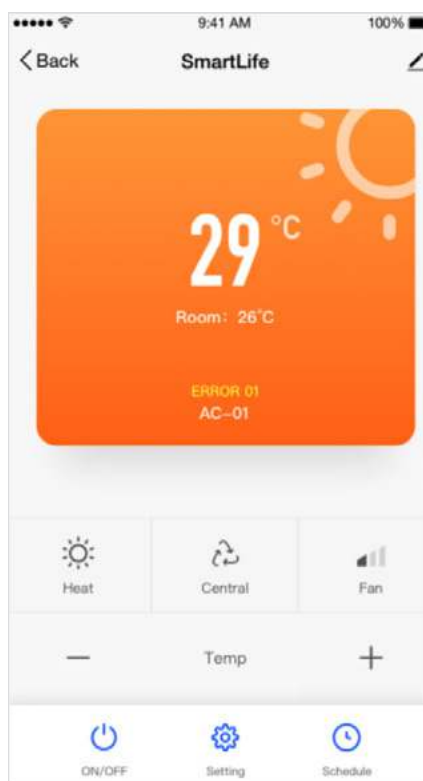 9:41 AM 100%
Back SmartLife
29 °C
Room: 26°C
ERROR 01
AC-01
Heat Central Fan
Temp
ON/OFF Setting Schedule